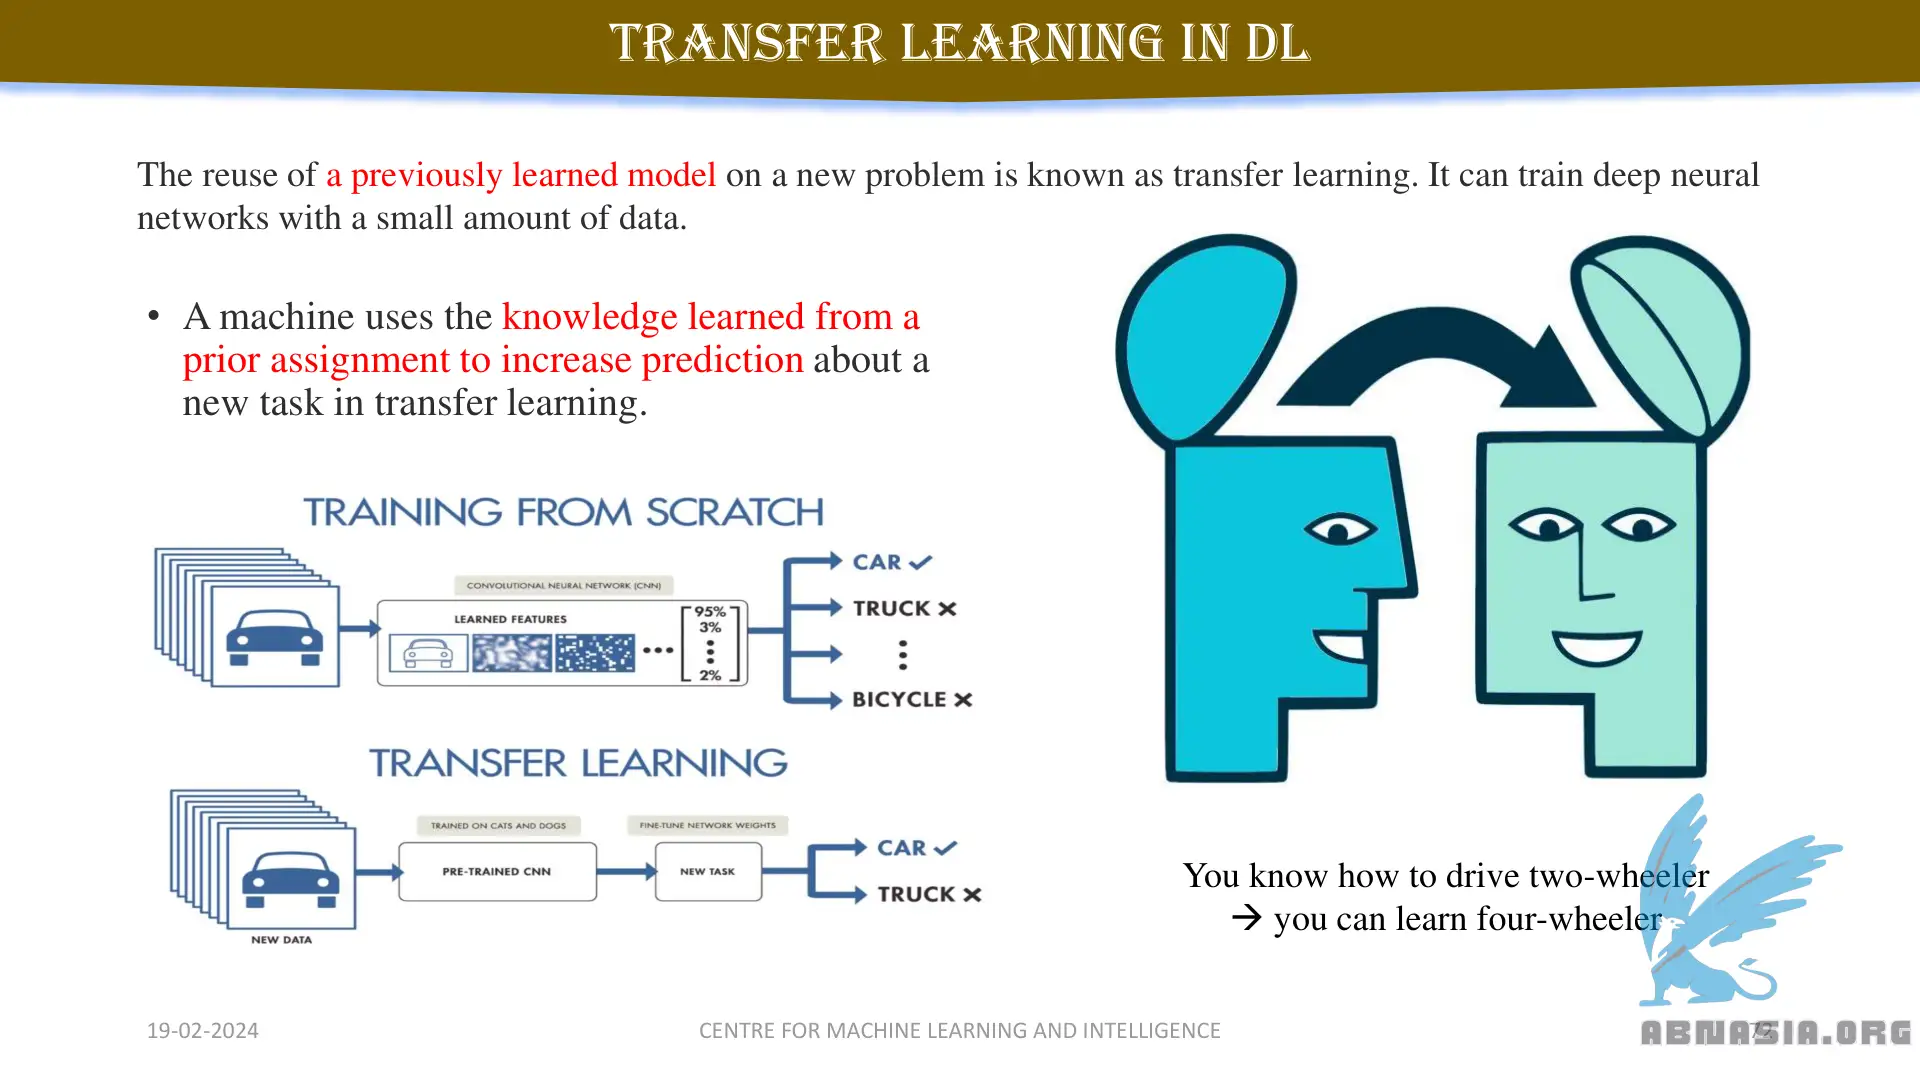 TRANSFER LEARNING IN DL
The reuse of a previously learned model on a new problem is known as transfer learning. It can train deep neural
networks with a small amount of data.
• A machine uses the knowledge learned from a
prior assignment to increase prediction about a
new task in transfer learning.
TRAINING FROM SCRATCH
CONVOLUTIONAL NEURAL NETWORK (CNN)
LEARNED FEATURES
95%
3%
2%
CAR ✓
TRUCK ✕
BICYCLE ✕
TRANSFER LEARNING
TRAINED ON CATS AND DOGS
FINE-TUNE NETWORK WEIGHTS
PRE-TRAINED CNN
NEW TASK
CAR ✓
TRUCK ✕
NEW DATA
You know how to drive two-wheeler
→ you can learn four-wheeler
19-02-2024
CENTRE FOR MACHINE LEARNING AND INTELLIGENCE
ABNASIA.ORG